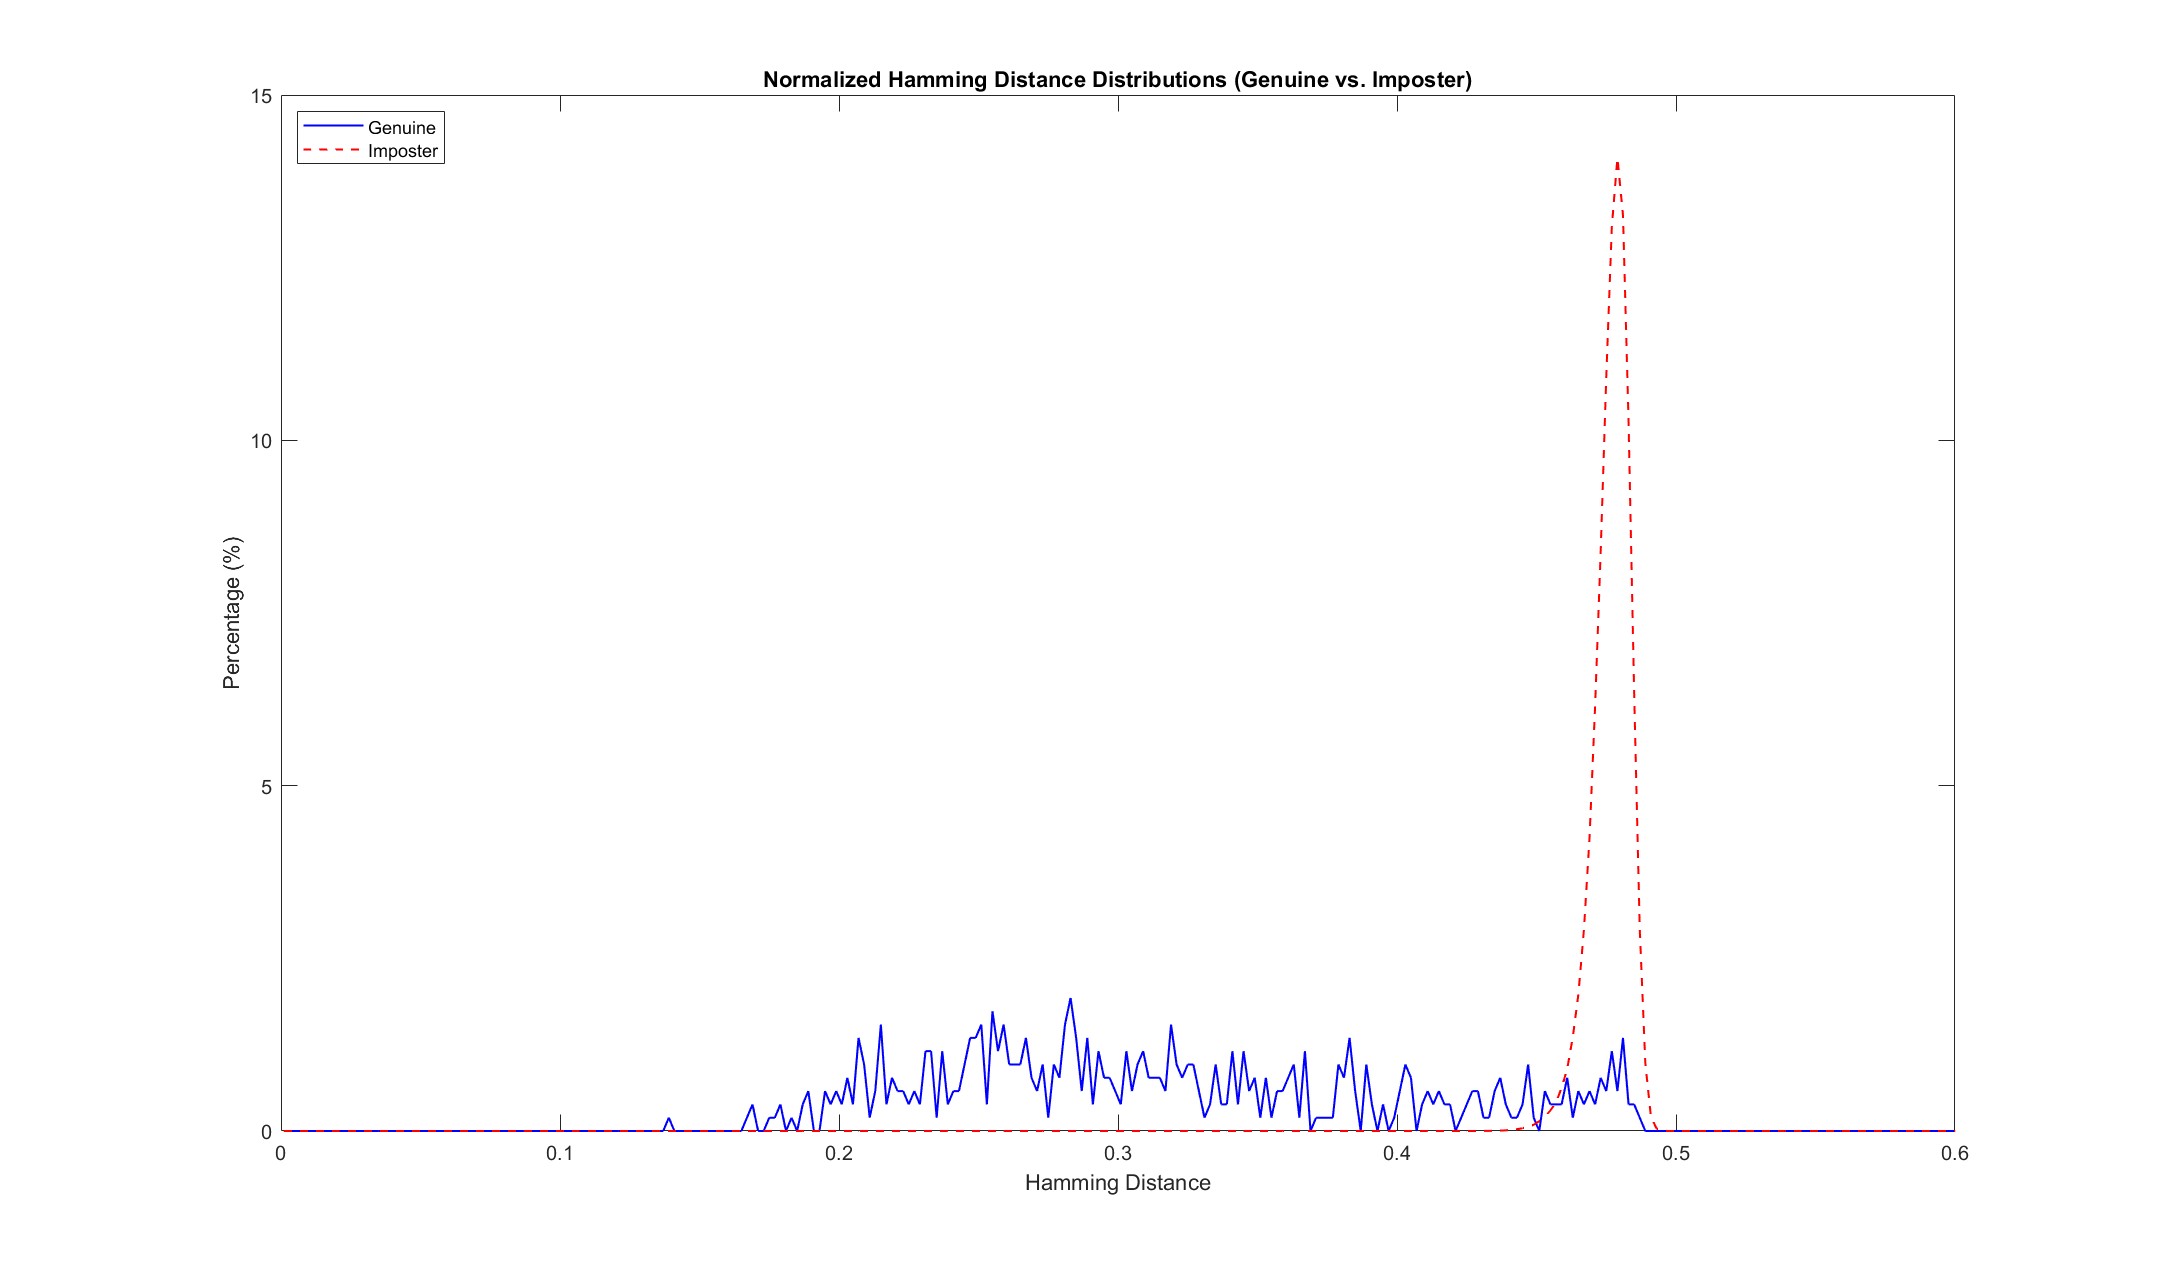 Normalized Hamming Distance Distributions (Genuine vs. Imposter)
15
Genuine
Imposter
10
Percentage (%)
5
0
0 0.1 0.2 0.3 0.4 0.5 0.6
Hamming Distance